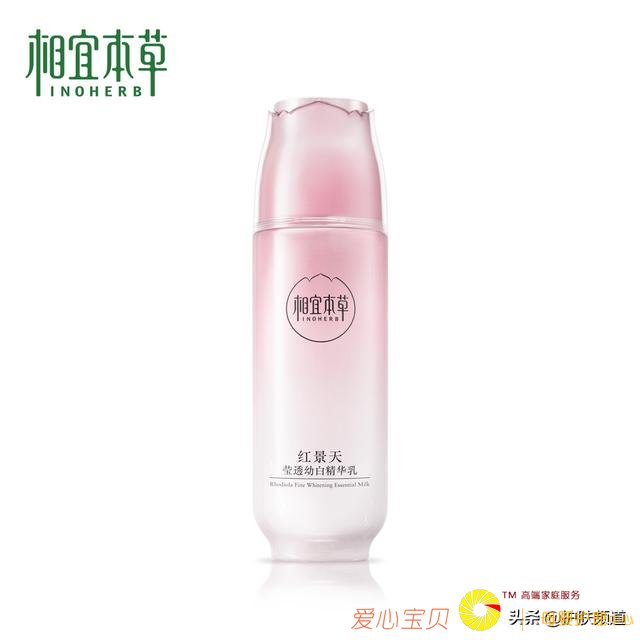 相宜本草
INOHERB
相宜本草
INOHERB
红景天
莹透幼白精华乳
Rhodiola Fine Whitening Essential Milk
TM 高端家庭服务
爱心宝贝
头条@护肤频道